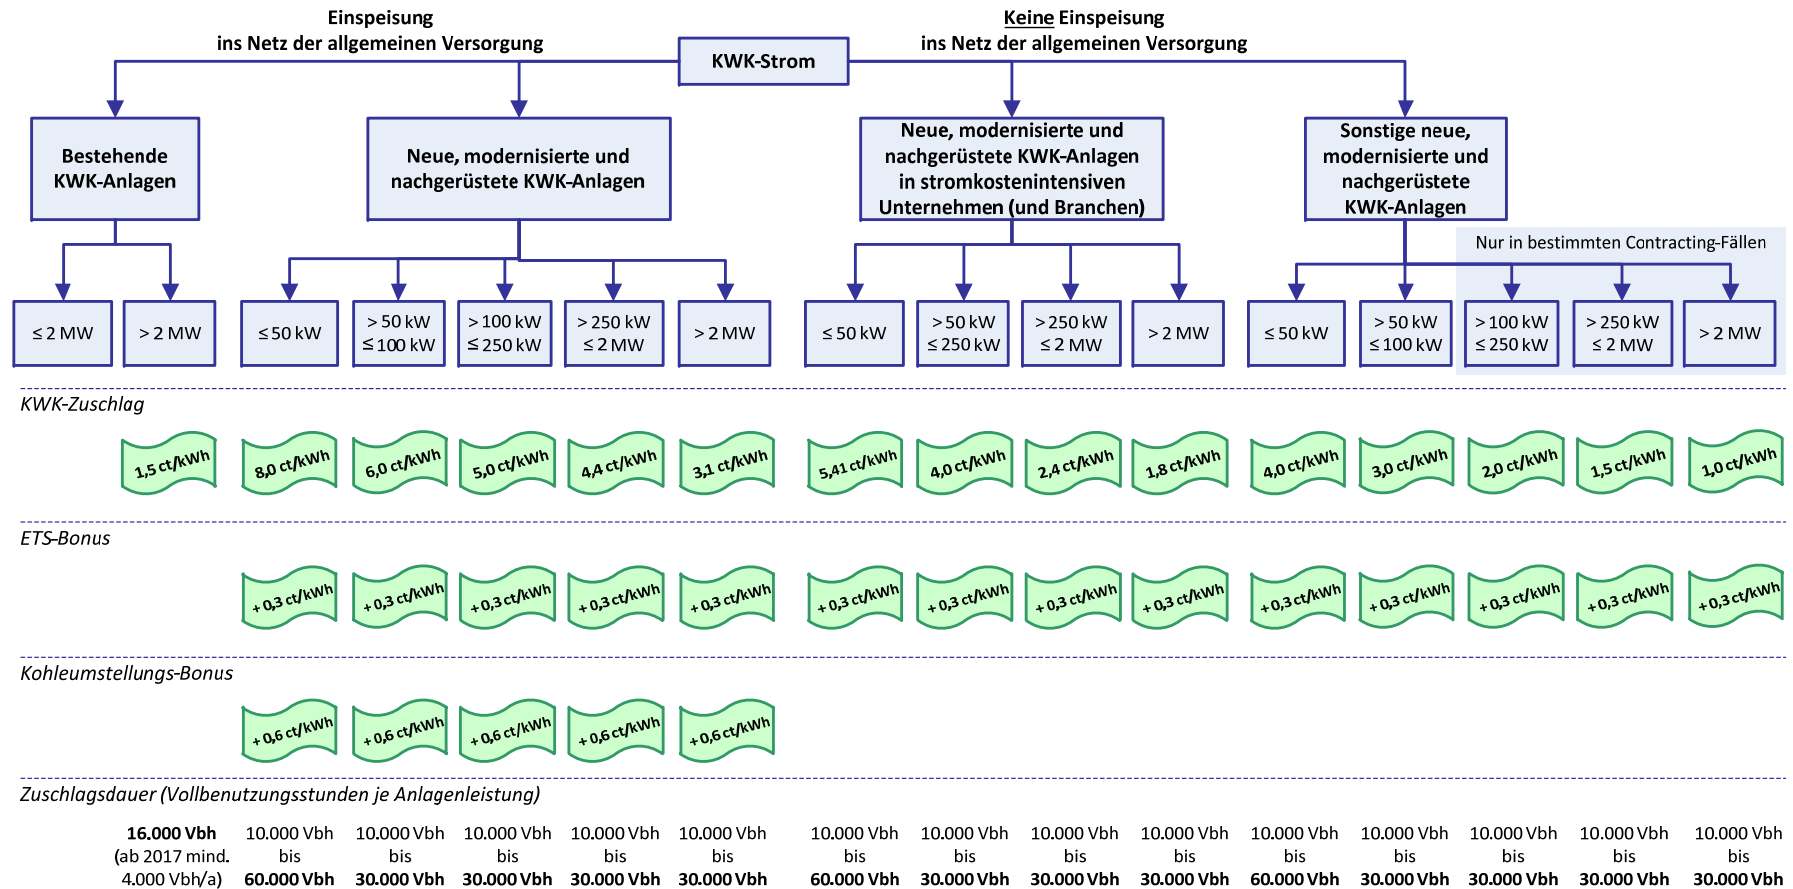 Einspeisung
ins Netz der allgemeinen Versorgung
Keine Einspeisung
ins Netz der allgemeinen Versorgung
KWK-Strom
Bestehende
KWK-Anlagen
Neue, modernisierte und
nachgerüstete KWK-Anlagen
Neue, modernisierte und
nachgerüstete KWK-Anlagen
in stromkostenintensiven
Unternehmen (und Branchen)
Sonstige neue,
modernisierte und
nachgerüstete
KWK-Anlagen
Nur in bestimmten Contracting-Fällen
≤ 2 MW
> 2 MW
≤ 50 kW
> 50 kW
≤ 100 kW
> 100 kW
≤ 250 kW
> 250 kW
≤ 2 MW
> 2 MW
≤ 50 kW
> 50 kW
≤ 250 kW
> 250 kW
≤ 2 MW
> 2 MW
≤ 50 kW
> 50 kW
≤ 100 kW
> 100 kW
≤ 250 kW
> 250 kW
≤ 2 MW
> 2 MW
KWK-Zuschlag
1,5 ct/kWh
8,0 ct/kWh
6,0 ct/kWh
5,0 ct/kWh
4,4 ct/kWh
3,1 ct/kWh
5,41 ct/kWh
4,0 ct/kWh
2,4 ct/kWh
1,8 ct/kWh
4,0 ct/kWh
3,0 ct/kWh
2,0 ct/kWh
1,5 ct/kWh
1,0 ct/kWh
ETS-Bonus
+ 0,3 ct/kWh
+ 0,3 ct/kWh
+ 0,3 ct/kWh
+ 0,3 ct/kWh
+ 0,3 ct/kWh
+ 0,3 ct/kWh
+ 0,3 ct/kWh
+ 0,3 ct/kWh
+ 0,3 ct/kWh
+ 0,3 ct/kWh
+ 0,3 ct/kWh
+ 0,3 ct/kWh
+ 0,3 ct/kWh
+ 0,3 ct/kWh
Kohleumstellungs-Bonus
+ 0,6 ct/kWh
+ 0,6 ct/kWh
+ 0,6 ct/kWh
+ 0,6 ct/kWh
+ 0,6 ct/kWh
Zuschlagsdauer (Vollbenutzungsstunden je Anlagenleistung)
16.000 Vbh
(ab 2017 mind.
4.000 Vbh/a)
10.000 Vbh
bis
60.000 Vbh
10.000 Vbh
bis
30.000 Vbh
10.000 Vbh
bis
30.000 Vbh
10.000 Vbh
bis
30.000 Vbh
10.000 Vbh
bis
30.000 Vbh
10.000 Vbh
bis
60.000 Vbh
10.000 Vbh
bis
30.000 Vbh
10.000 Vbh
bis
30.000 Vbh
10.000 Vbh
bis
30.000 Vbh
10.000 Vbh
bis
60.000 Vbh
10.000 Vbh
bis
30.000 Vbh
10.000 Vbh
bis
30.000 Vbh
10.000 Vbh
bis
30.000 Vbh
10.000 Vbh
bis
30.000 Vbh